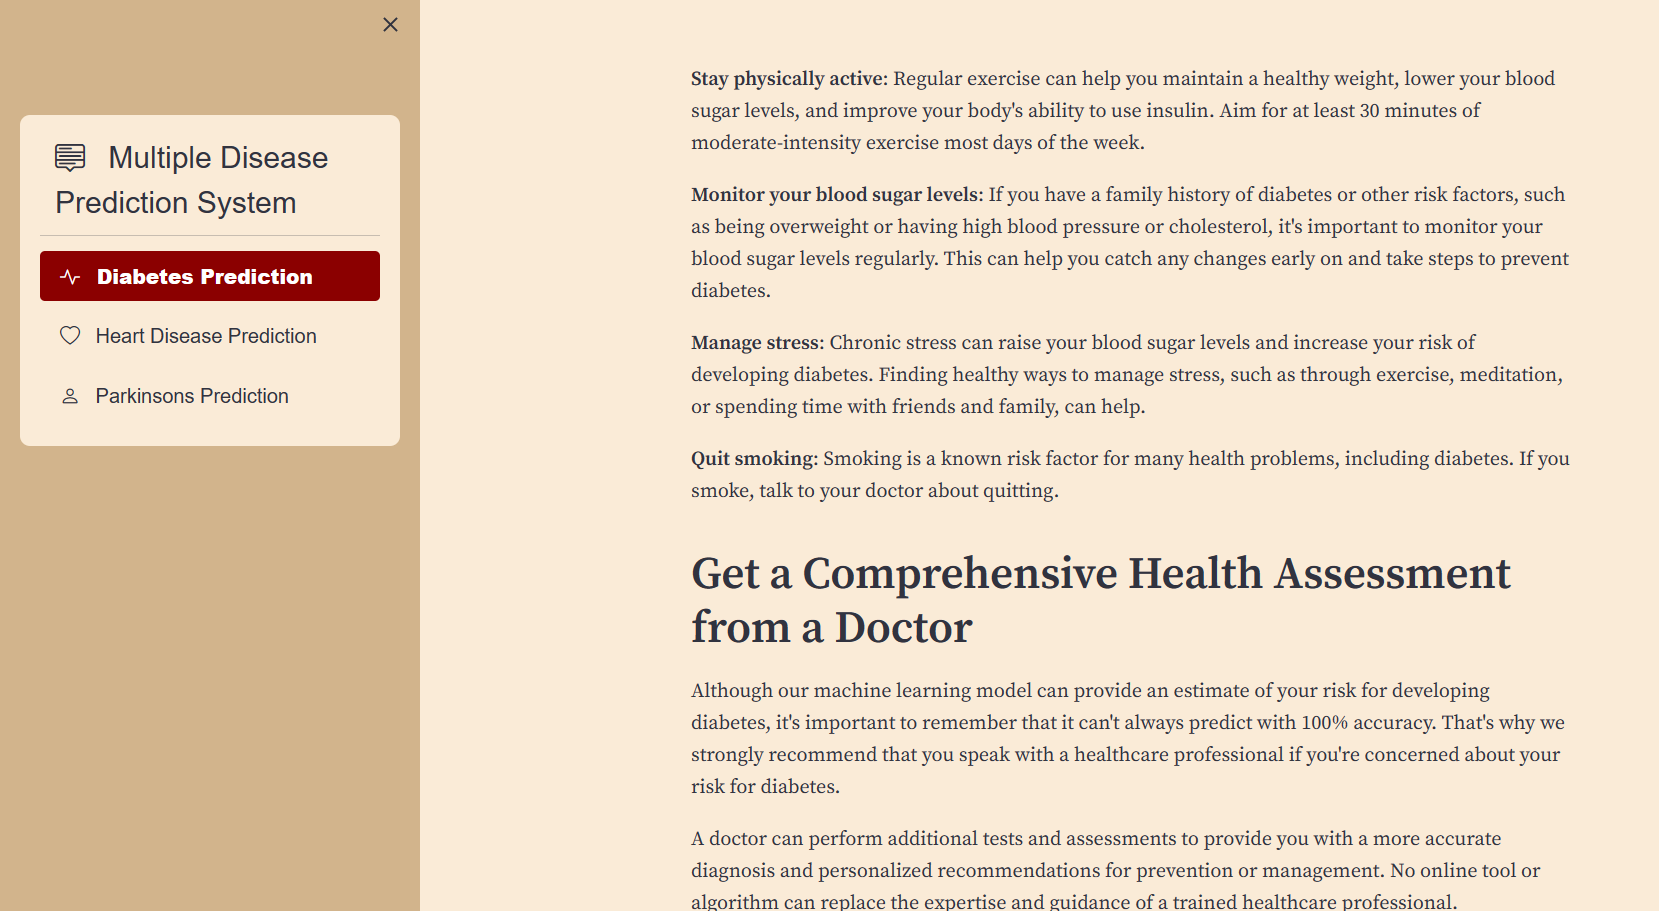 Multiple Disease
Prediction System
Diabetes Prediction
Heart Disease Prediction
Parkinsons Prediction
Stay physically active: Regular exercise can help you maintain a healthy weight, lower your blood
sugar levels, and improve your body's ability to use insulin. Aim for at least 30 minutes of
moderate-intensity exercise most days of the week.
Monitor your blood sugar levels: If you have a family history of diabetes or other risk factors, such
as being overweight or having high blood pressure or cholesterol, it's important to monitor your
blood sugar levels regularly. This can help you catch any changes early on and take steps to prevent
diabetes.
Manage stress: Chronic stress can raise your blood sugar levels and increase your risk of
developing diabetes. Finding healthy ways to manage stress, such as through exercise, meditation,
or spending time with friends and family, can help.
Quit smoking: Smoking is a known risk factor for many health problems, including diabetes. If you
smoke, talk to your doctor about quitting.
Get a Comprehensive Health Assessment
from a Doctor
Although our machine learning model can provide an estimate of your risk for developing
diabetes, it's important to remember that it can't always predict with 100% accuracy. That's why we
strongly recommend that you speak with a healthcare professional if you're concerned about your
risk for diabetes.
A doctor can perform additional tests and assessments to provide you with a more accurate
diagnosis and personalized recommendations for prevention or management. No online tool or
algorithm can replace the expertise and guidance of a trained healthcare professional.